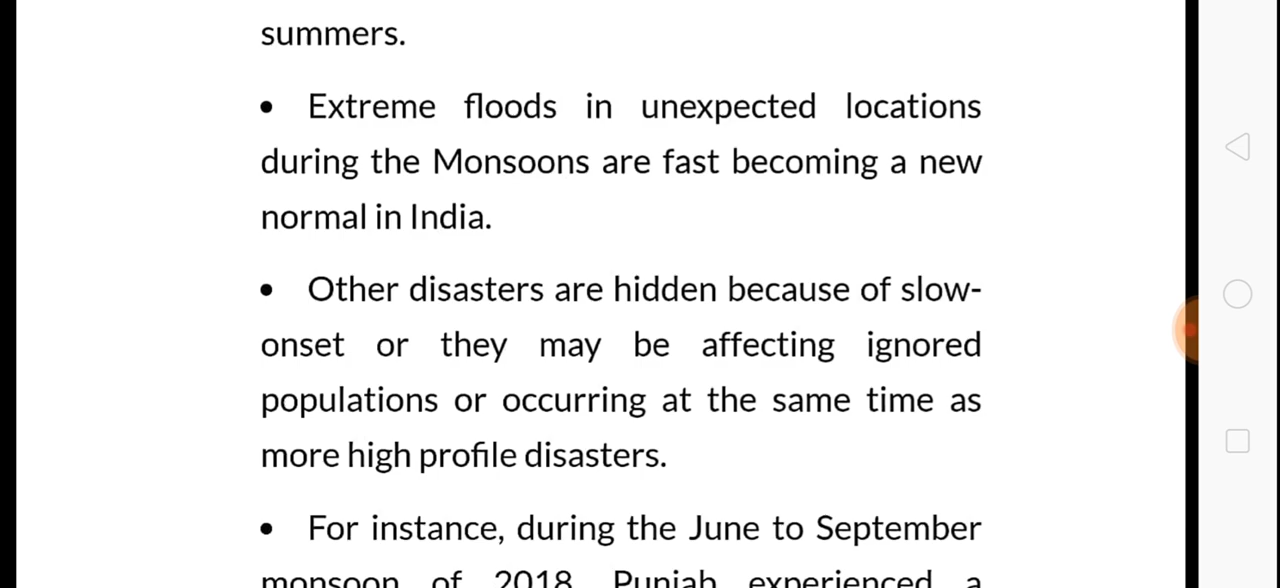 summers.
• Extreme floods in unexpected locations
during the Monsoons are fast becoming a new
normal in India.
• Other disasters are hidden because of slow-
onset or they may be affecting ignored
populations or occurring at the same time as
more high profile disasters.
• For instance, during the June to September
monsoon of 2018, Punjab experienced a